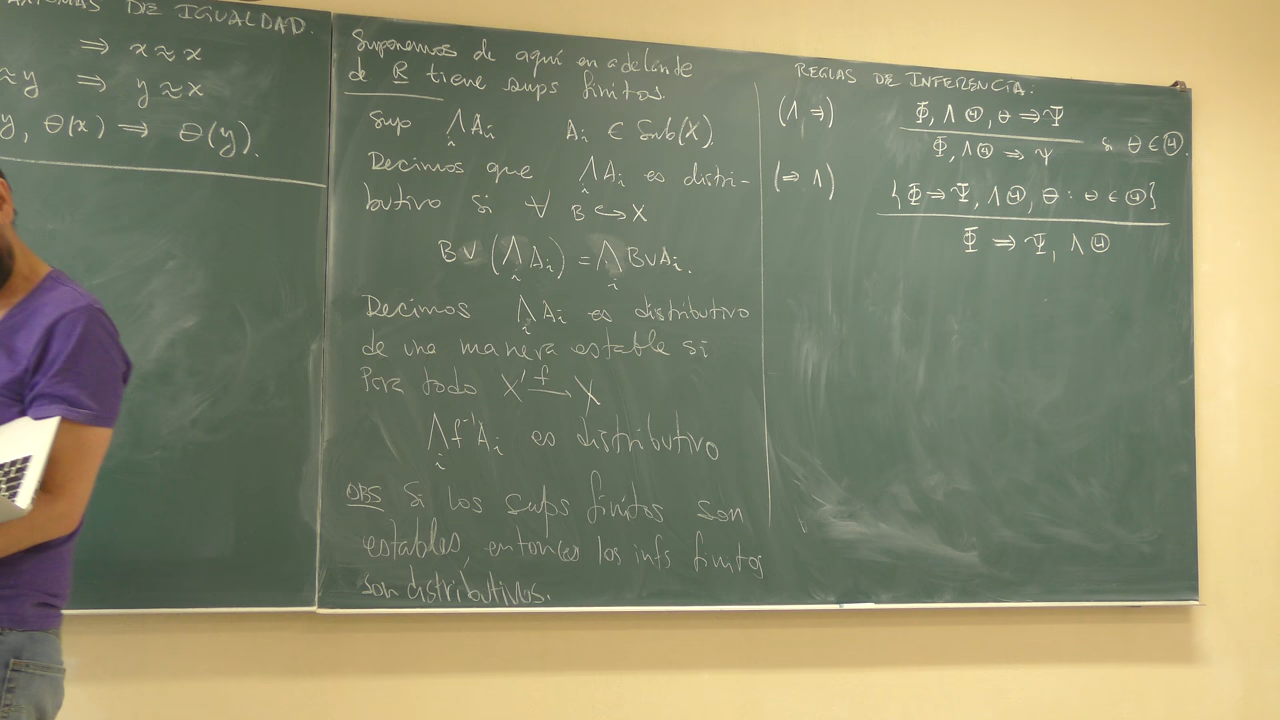 AXIOMAS DE IGUALDAD.
⇒ x≈x
≈y ⇒ y≈x
y, θ(x) ⇒ θ(y).
Suponemos de aquí en adelante
de R tiene sups finitos.
Sup ⋀ᵢ Aᵢ Aᵢ ∈ Sub(X).
Decimos que ⋀ᵢ Aᵢ es distri-
butivo si ∀ B ↪ X
B ∨ (⋀ᵢ Aᵢ) = ⋀ᵢ B∨Aᵢ.
Decimos ⋀ᵢ Aᵢ es distributivo
de una manera estable si
Para todo X' →f X
⋀ᵢ f⁻¹Aᵢ es distributivo
OBS Si los sups finitos son
estables, entonces los infs finitos
son distributivos.
REGLAS DE INFERENCIA:
(⋀ ⇒) Φ, ⋀Θ, θ ⇒ Ψ
Φ, ⋀Θ ⇒ Ψ si θ ∈ Θ.
(⇒ ⋀) {Φ ⇒ Ψ, ⋀Θ, θ : θ ∈ Θ}
Φ ⇒ Ψ, ⋀Θ